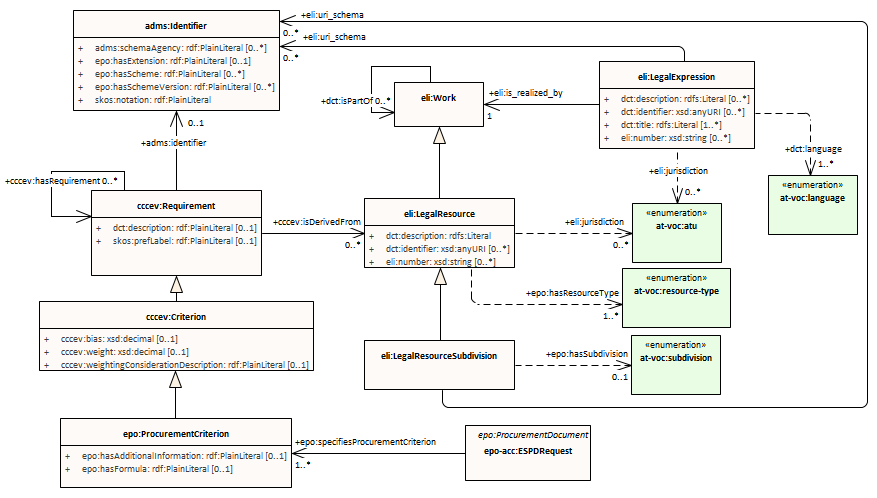 adms:Identifier
+ adms:schemaAgency: rdf:PlainLiteral [0..*]
+ epo:hasExtension: rdf:PlainLiteral [0..1]
+ epo:hasScheme: rdf:PlainLiteral [0..*]
+ epo:hasSchemeVersion: rdf:PlainLiteral [0..*]
+ skos:notation: rdf:PlainLiteral
+eli:uri_schema
0..*
+eli:uri_schema
0..*
0..1
+adms:identifier
+dct:isPartOf 0..*
eli:Work
+eli:is_realized_by
1
eli:LegalExpression
+ dct:description: rdfs:Literal [0..*]
+ dct:identifier: xsd:anyURI [0..*]
+ dct:title: rdfs:Literal [1..*]
+ eli:number: xsd:string [0..*]
+dct:language
1..*
+eli:jurisdiction
0..*
«enumeration»
at-voc:language
+cccev:hasRequirement 0..*
cccev:Requirement
+ dct:description: rdf:PlainLiteral [0..1]
+ skos:prefLabel: rdf:PlainLiteral [0..1]
+cccev:isDerivedFrom
0..*
eli:LegalResource
+ dct:description: rdfs:Literal
+ dct:identifier: xsd:anyURI [0..*]
+ eli:number: xsd:string [0..*]
+eli:jurisdiction
0..*
«enumeration»
at-voc:atu
+epo:hasResourceType
1..*
«enumeration»
at-voc:resource-type
cccev:Criterion
+ cccev:bias: xsd:decimal [0..1]
+ cccev:weight: xsd:decimal [0..1]
+ cccev:weightingConsiderationDescription: rdf:PlainLiteral [0..1]
eli:LegalResourceSubdivision
+epo:hasSubdivision
0..1
«enumeration»
at-voc:subdivision
epo:ProcurementCriterion
+ epo:hasAdditionalInformation: rdf:PlainLiteral [0..1]
+ epo:hasFormula: rdf:PlainLiteral [0..1]
+epo:specifiesProcurementCriterion
1..*
epo:ProcurementDocument
epo-acc:ESPDRequest